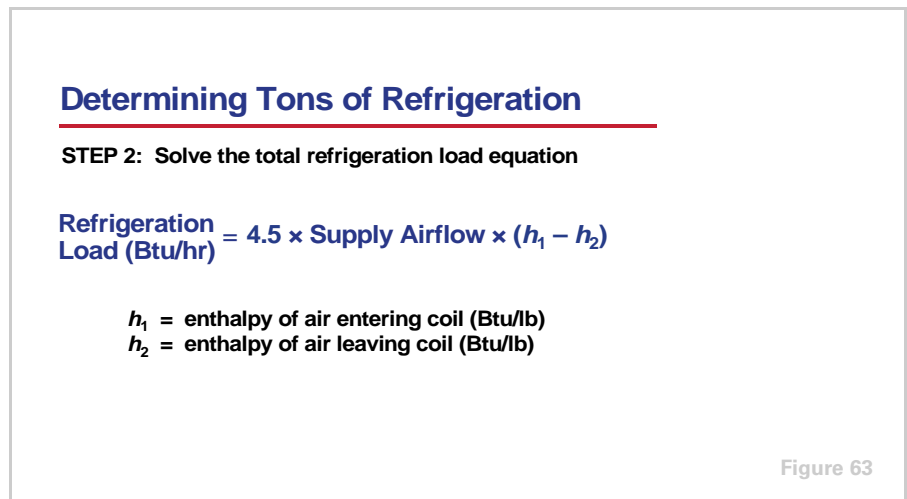 Determining Tons of Refrigeration
STEP 2: Solve the total refrigeration load equation
Refrigeration
Load (Btu/hr) = 4.5 × Supply Airflow × (h₁ – h₂)
h₁ = enthalpy of air entering coil (Btu/lb)
h₂ = enthalpy of air leaving coil (Btu/lb)
Figure 63